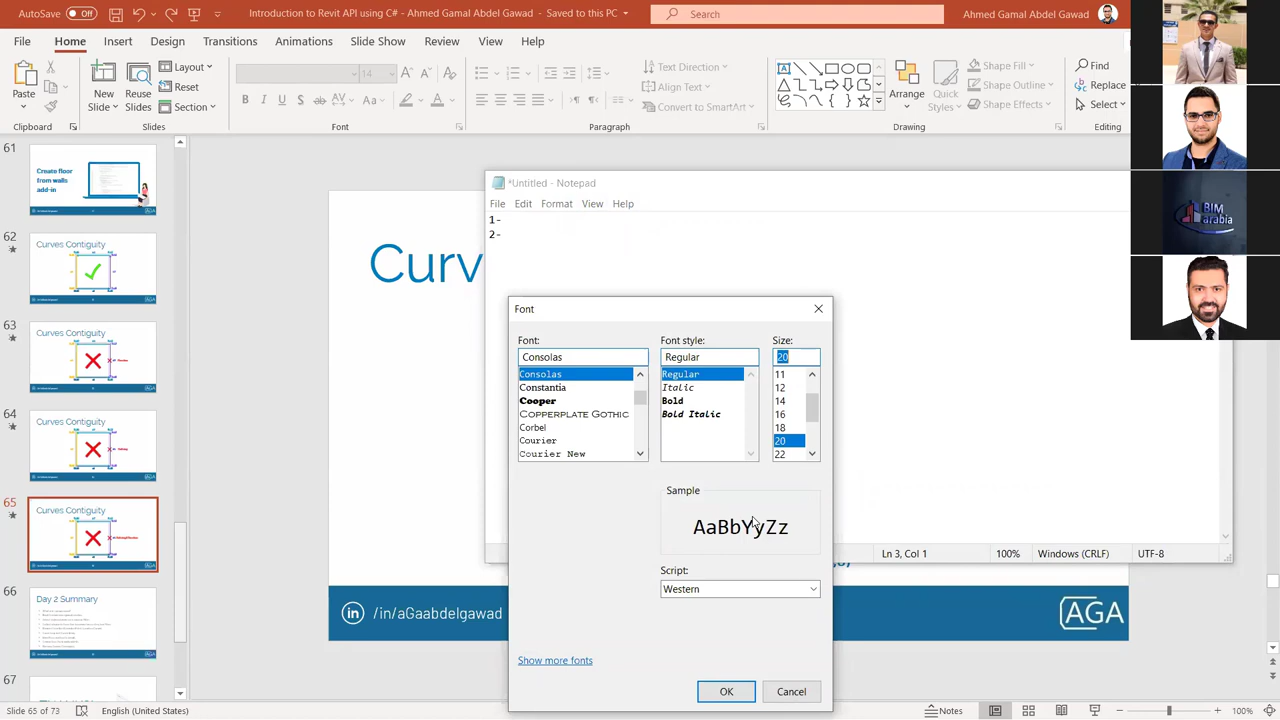 AutoSave Off Introduction to Revit API using C# - Ahmed Gamal Abdel Gawad - Saved to this PC Search Ahmed Gamal Abdel Gawad
File Home Insert Design Transitions Animations Slide Show Review View Help
Paste
Clipboard
New Slide
Reuse Slides
Layout
Reset
Section
Slides
14
Font
Text Direction
Align Text
Convert to SmartArt
Paragraph
Arrange
Styles
Shape Fill
Shape Outline
Shape Effects
Drawing
Find
Replace
Select
Editing
61
Create floor
from walls
add-in
AGA
62
Curves Contiguity
AGA
63
Curves Contiguity
AGA
64
Curves Contiguity
AGA
65
Curves Contiguity
AGA
66
Day 2 Summary
AGA
67
Curv
/in/aGaabdelgawad
AGA
*Untitled - Notepad
File Edit Format View Help
1-
2-
Ln 3, Col 1 100% Windows (CRLF) UTF-8
Font
Font: Font style: Size:
Consolas Regular 20
Consolas
Constantia
Cooper
Copperplate Gothic
Corbel
Courier
Courier New
Regular
Italic
Bold
Bold Italic
11
12
14
16
18
20
22
Sample
AaBbYyZz
Script:
Western
Show more fonts
OK Cancel
BIM
arabia
Slide 65 of 73 English (United States) Notes 100%